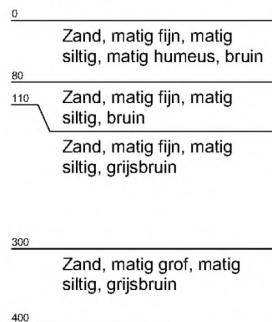 0
Zand, matig fijn, matig
siltig, matig humeus, bruin
80
Zand, matig fijn, matig
siltig, bruin
110
Zand, matig fijn, matig
siltig, grijsbruin
300
Zand, matig grof, matig
siltig, grijsbruin
400